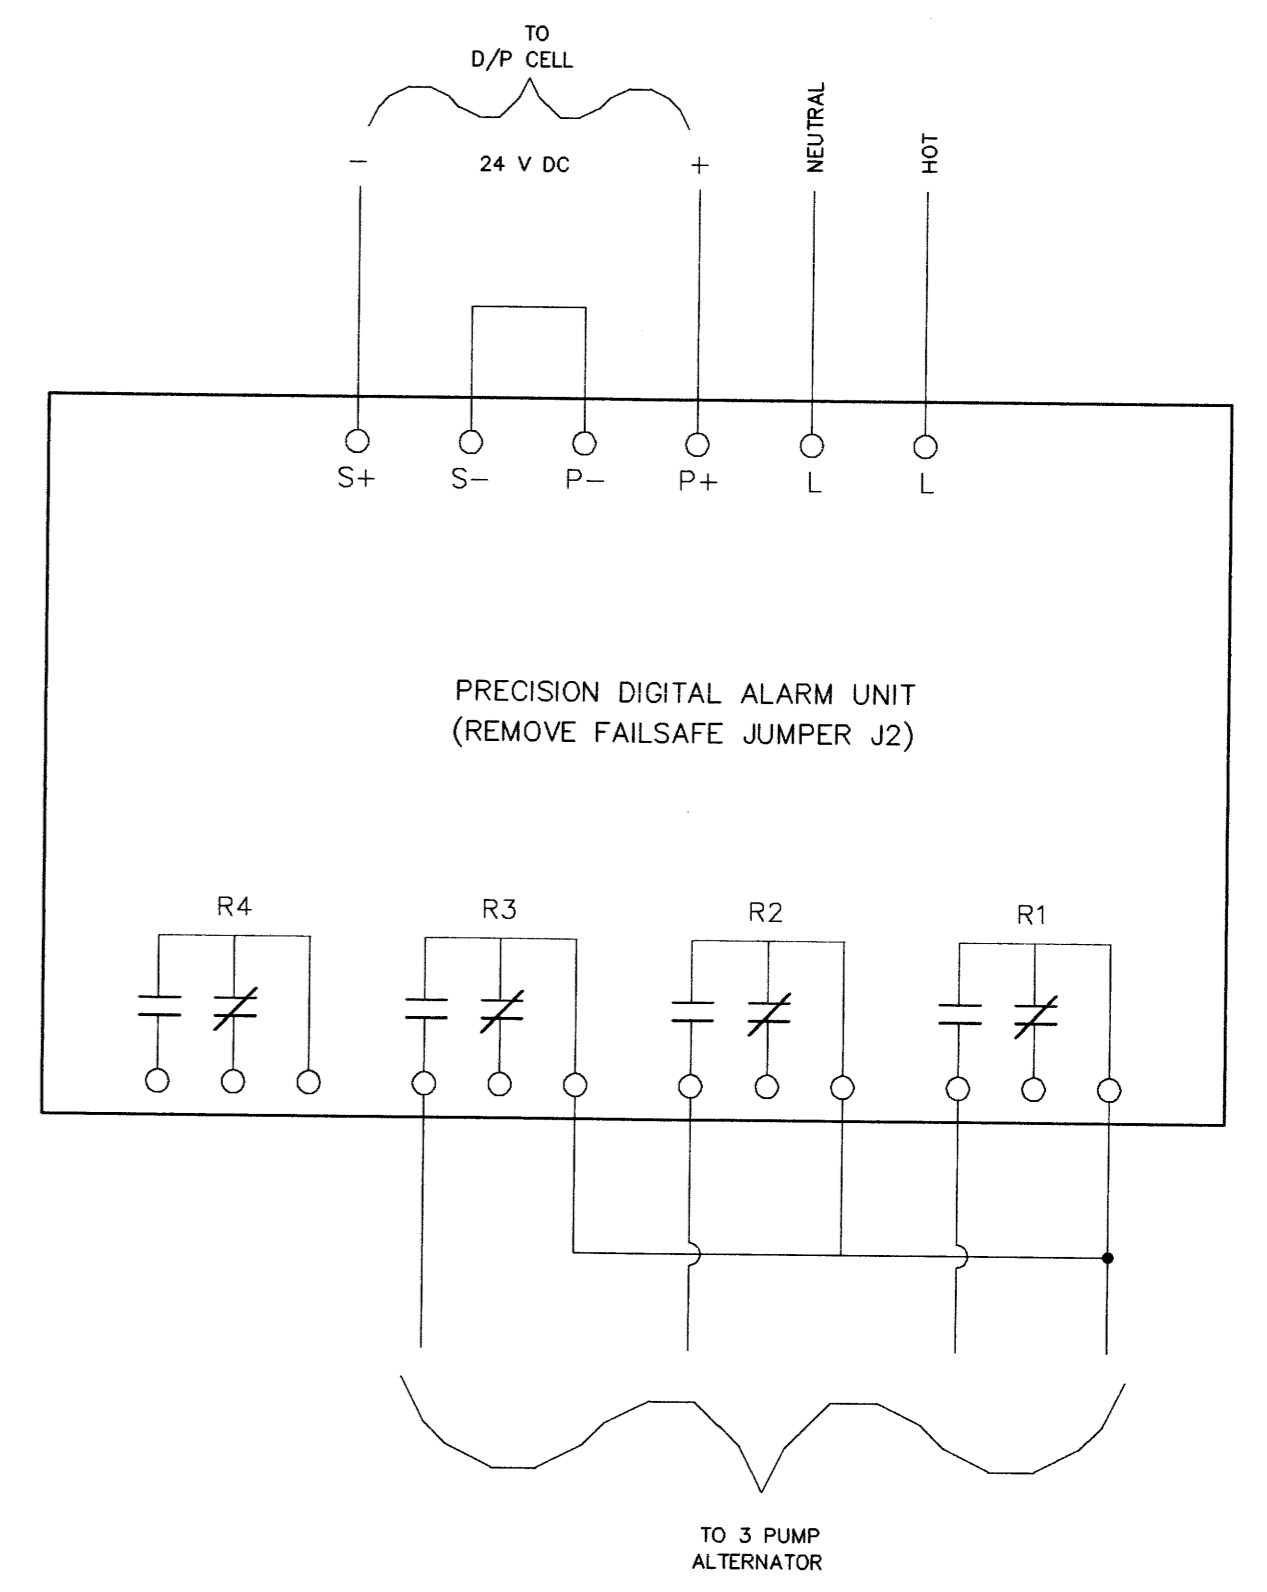 TO
D/P CELL
NEUTRAL
HOT
− 24 V DC +
S+ S− P− P+ L L
PRECISION DIGITAL ALARM UNIT
(REMOVE FAILSAFE JUMPER J2)
R4 R3 R2 R1
TO 3 PUMP
ALTERNATOR